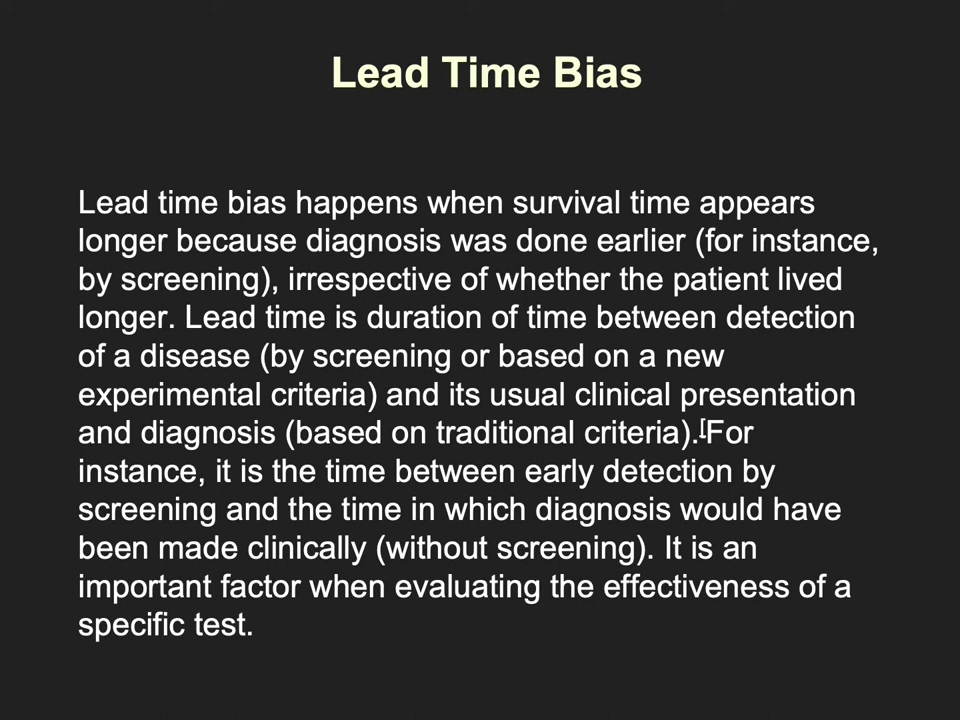 Lead Time Bias
Lead time bias happens when survival time appears
longer because diagnosis was done earlier (for instance,
by screening), irrespective of whether the patient lived
longer. Lead time is duration of time between detection
of a disease (by screening or based on a new
experimental criteria) and its usual clinical presentation
and diagnosis (based on traditional criteria).[For
instance, it is the time between early detection by
screening and the time in which diagnosis would have
been made clinically (without screening). It is an
important factor when evaluating the effectiveness of a
specific test.